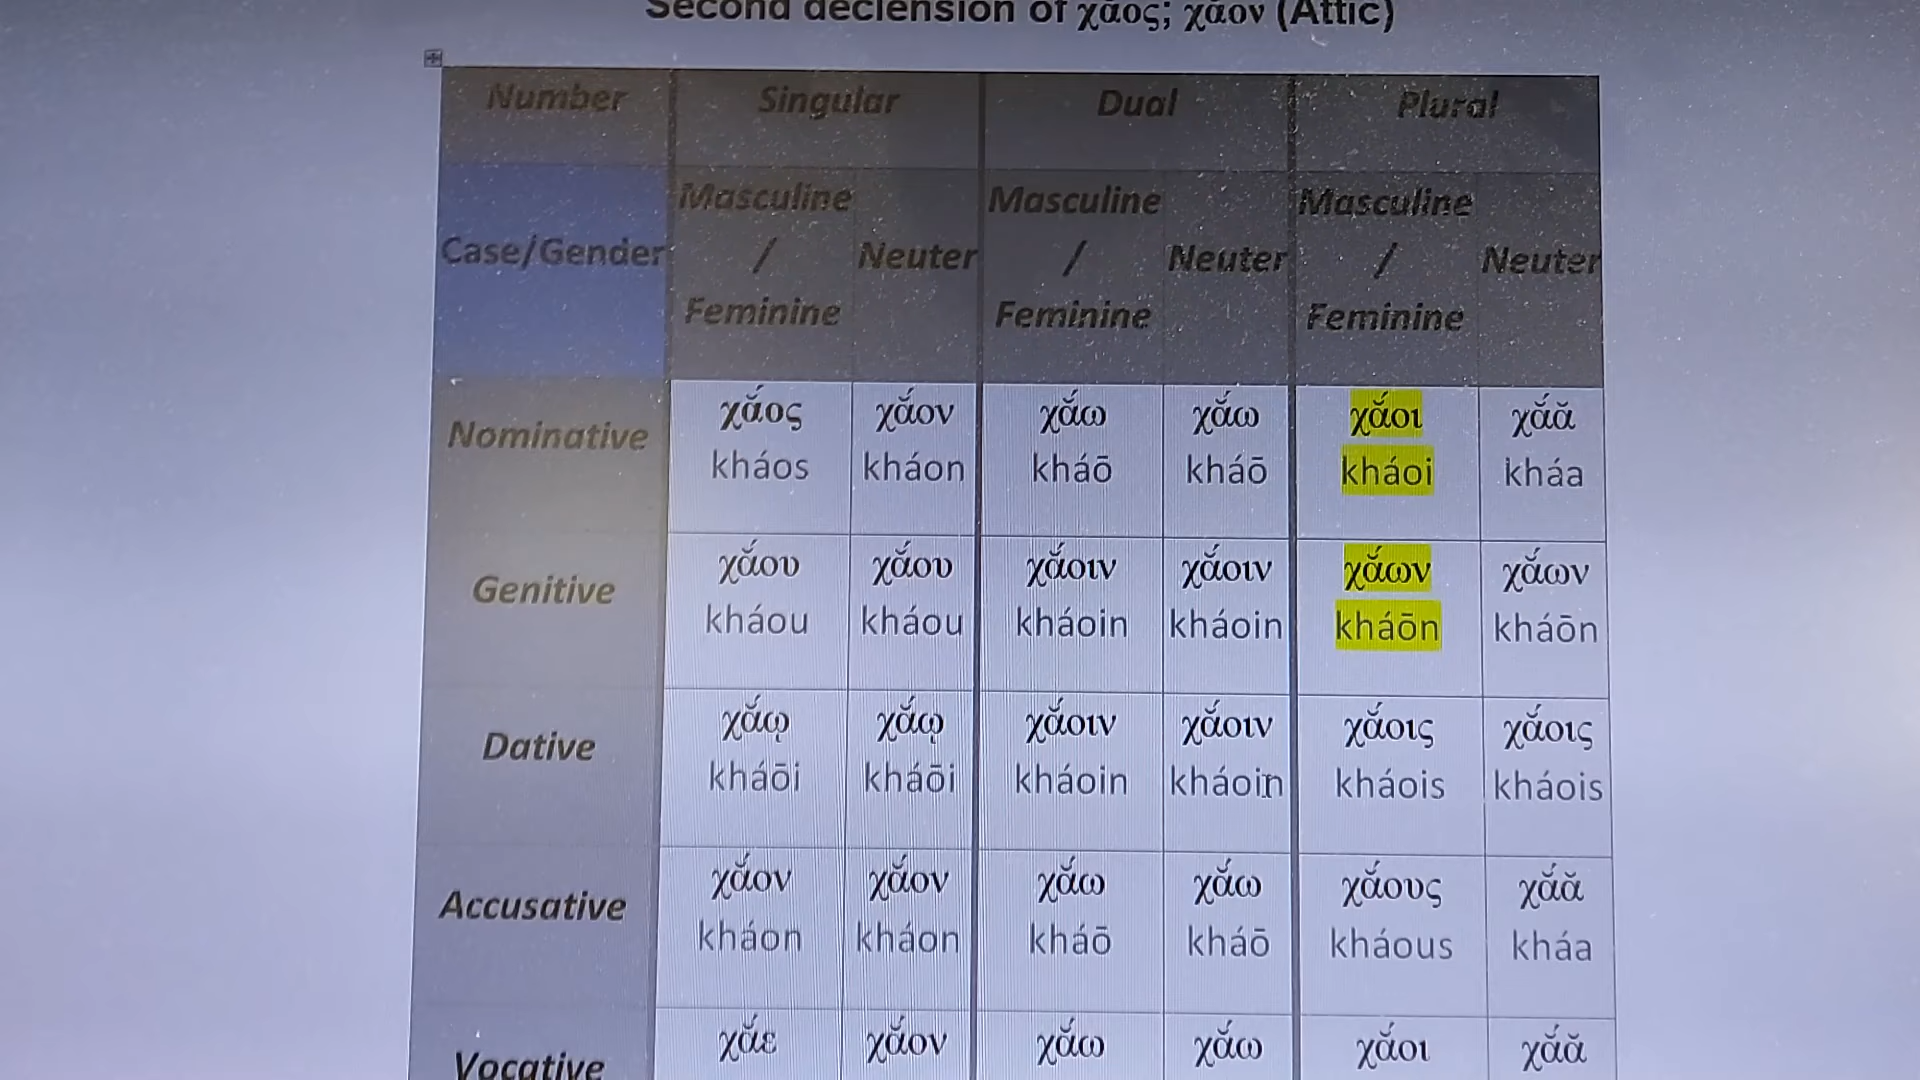 Second declension of χᾰ́ος; χᾰ́ον (Attic)
Number Singular Dual Plural
Case/Gender Masculine / Feminine Neuter Masculine / Feminine Neuter Masculine / Feminine Neuter
Nominative χᾰ́ος χᾰ́ον χᾰ́ω χᾰ́ω χᾰ́οι χᾰ́ᾰ
kháos kháon kháō kháō kháoi kháa
Genitive χᾰ́ου χᾰ́ου χᾰ́οιν χᾰ́οιν χᾰ́ων χᾰ́ων
kháou kháou kháoin kháoin kháōn kháōn
Dative χᾰ́ῳ χᾰ́ῳ χᾰ́οιν χᾰ́οιν χᾰ́οις χᾰ́οις
kháōi kháōi kháoin kháoin kháois kháois
Accusative χᾰ́ον χᾰ́ον χᾰ́ω χᾰ́ω χᾰ́ους χᾰ́ᾰ
kháon kháon kháō kháō kháous kháa
Vocative χᾰ́ε χᾰ́ον χᾰ́ω χᾰ́ω χᾰ́οι χᾰ́ᾰ